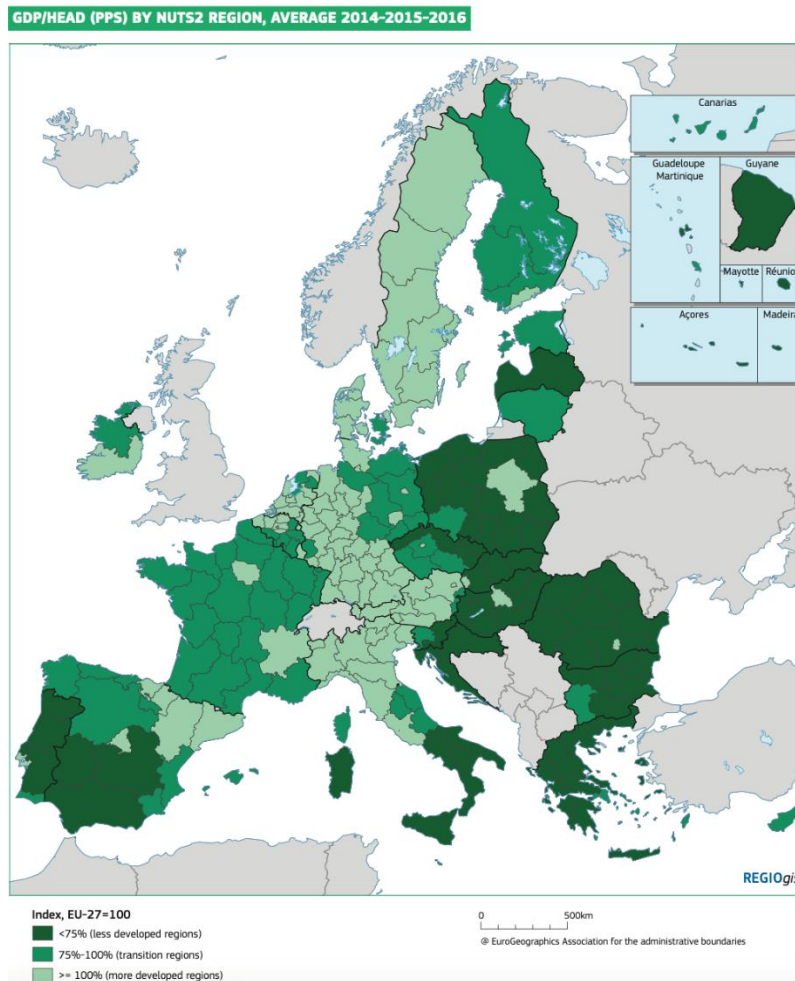 GDP/HEAD (PPS) BY NUTS2 REGION, AVERAGE 2014-2015-2016
Canarias
Guadeloupe
Martinique
Guyane
Mayotte
Réunio
Açores
Madeira
REGIOgis
Index, EU-27=100
<75% (less developed regions)
75%-100% (transition regions)
>= 100% (more developed regions)
0 500km
@ EuroGeographics Association for the administrative boundaries